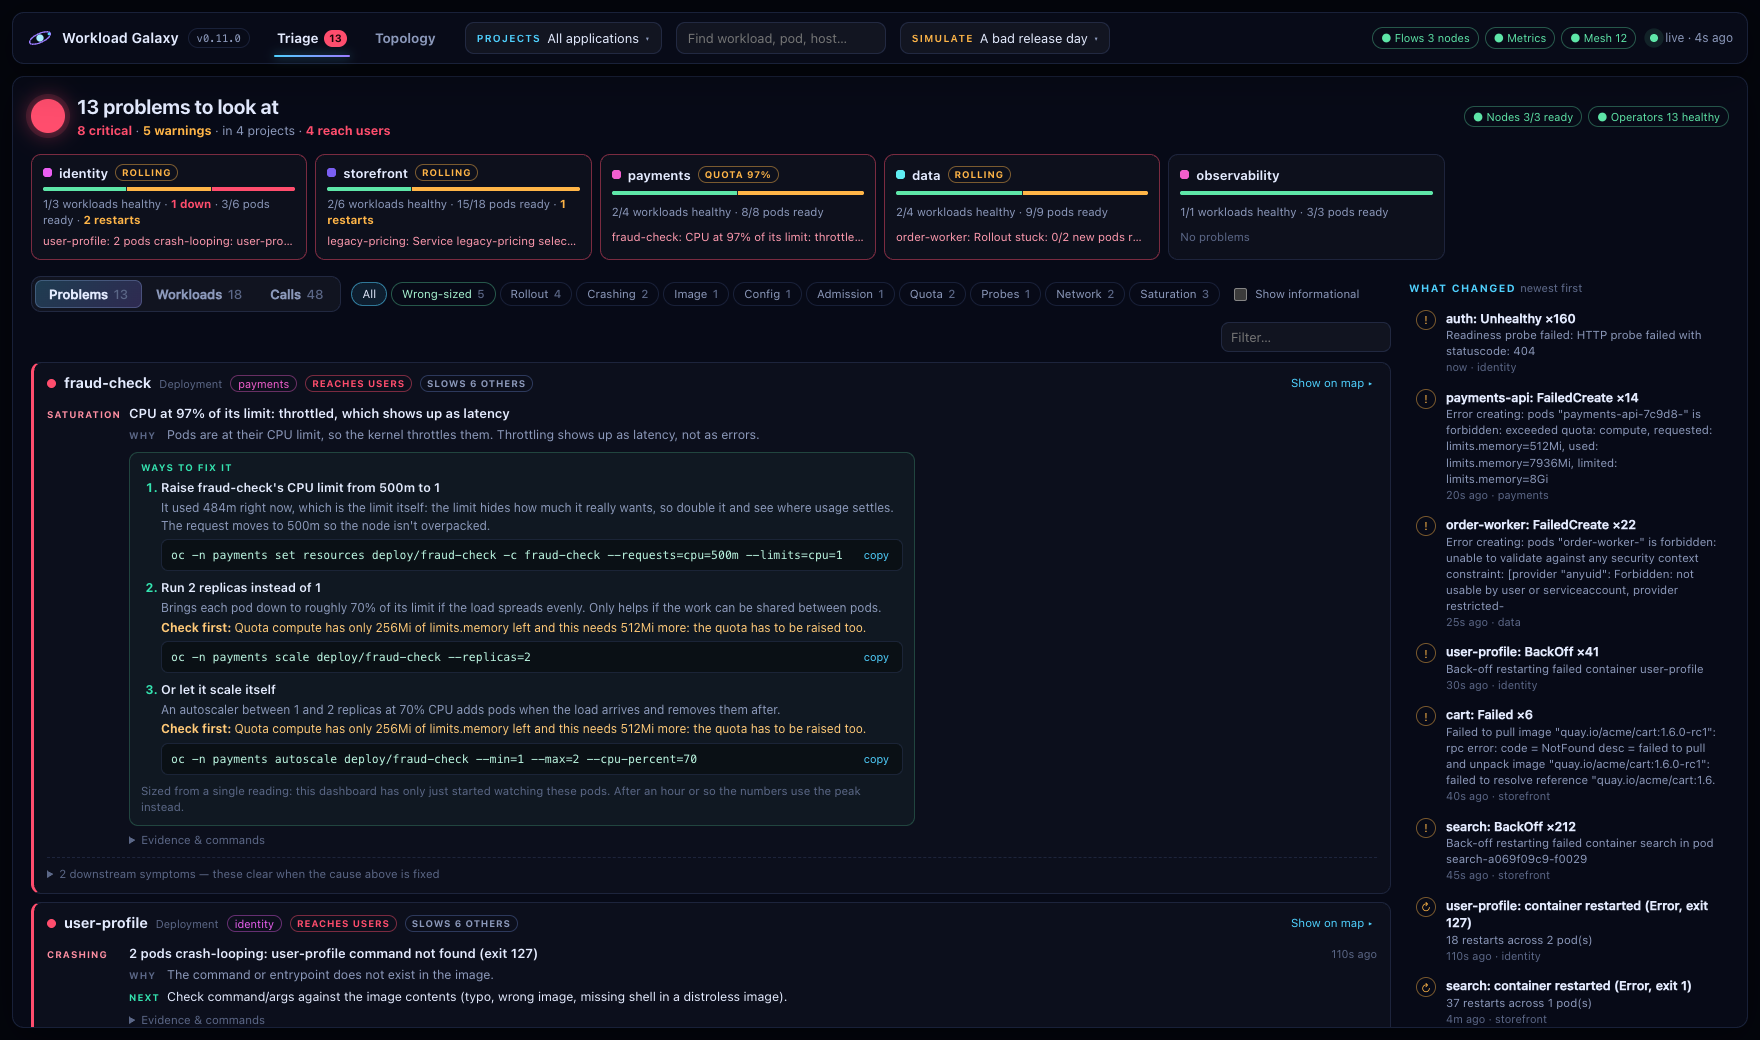 Workload Galaxy v0.11.0 Triage 13 Topology PROJECTS All applications Find workload, pod, host... SIMULATE A bad release day Flows 3 nodes Metrics Mesh 12 live · 4s ago
13 problems to look at
8 critical · 5 warnings · in 4 projects · 4 reach users
Nodes 3/3 ready Operators 13 healthy
identity ROLLING
1/3 workloads healthy · 1 down · 3/6 pods
ready · 2 restarts
user-profile: 2 pods crash-looping: user-pro...
storefront ROLLING
2/6 workloads healthy · 15/18 pods ready · 1
restarts
legacy-pricing: Service legacy-pricing selec...
payments QUOTA 97%
2/4 workloads healthy · 8/8 pods ready
fraud-check: CPU at 97% of its limit: throttle...
data ROLLING
2/4 workloads healthy · 9/9 pods ready
order-worker: Rollout stuck: 0/2 new pods r...
observability
1/1 workloads healthy · 3/3 pods ready
No problems
Problems 13 Workloads 18 Calls 48 All Wrong-sized 5 Rollout 4 Crashing 2 Image 1 Config 1 Admission 1 Quota 2 Probes 1 Network 2 Saturation 3 Show informational
Filter...
fraud-check Deployment payments REACHES USERS SLOWS 6 OTHERS Show on map
SATURATION CPU at 97% of its limit: throttled, which shows up as latency
WHY Pods are at their CPU limit, so the kernel throttles them. Throttling shows up as latency, not as errors.
WAYS TO FIX IT
1. Raise fraud-check's CPU limit from 500m to 1
It used 484m right now, which is the limit itself: the limit hides how much it really wants, so double it and see where usage settles.
The request moves to 500m so the node isn't overpacked.
oc -n payments set resources deploy/fraud-check -c fraud-check --requests=cpu=500m --limits=cpu=1 copy
2. Run 2 replicas instead of 1
Brings each pod down to roughly 70% of its limit if the load spreads evenly. Only helps if the work can be shared between pods.
Check first: Quota compute has only 256Mi of limits.memory left and this needs 512Mi more: the quota has to be raised too.
oc -n payments scale deploy/fraud-check --replicas=2 copy
3. Or let it scale itself
An autoscaler between 1 and 2 replicas at 70% CPU adds pods when the load arrives and removes them after.
Check first: Quota compute has only 256Mi of limits.memory left and this needs 512Mi more: the quota has to be raised too.
oc -n payments autoscale deploy/fraud-check --min=1 --max=2 --cpu-percent=70 copy
Sized from a single reading: this dashboard has only just started watching these pods. After an hour or so the numbers use the peak
instead.
Evidence & commands
2 downstream symptoms — these clear when the cause above is fixed
user-profile Deployment identity REACHES USERS SLOWS 6 OTHERS Show on map
CRASHING 2 pods crash-looping: user-profile command not found (exit 127) 110s ago
WHY The command or entrypoint does not exist in the image.
NEXT Check command/args against the image contents (typo, wrong image, missing shell in a distroless image).
Evidence & commands
WHAT CHANGED newest first
auth: Unhealthy ×160
Readiness probe failed: HTTP probe failed with
statuscode: 404
now · identity
payments-api: FailedCreate ×14
Error creating: pods "payments-api-7c9d8-" is
forbidden: exceeded quota: compute, requested:
limits.memory=512Mi, used:
limits.memory=7936Mi, limited:
limits.memory=8Gi
20s ago · payments
order-worker: FailedCreate ×22
Error creating: pods "order-worker-" is forbidden:
unable to validate against any security context
constraint: [provider "anyuid": Forbidden: not
usable by user or serviceaccount, provider
restricted-
25s ago · data
user-profile: BackOff ×41
Back-off restarting failed container user-profile
30s ago · identity
cart: Failed ×6
Failed to pull image "quay.io/acme/cart:1.6.0-rc1":
rpc error: code = NotFound desc = failed to pull
and unpack image "quay.io/acme/cart:1.6.0-rc1":
failed to resolve reference "quay.io/acme/cart:1.6.
40s ago · storefront
search: BackOff ×212
Back-off restarting failed container search in pod
search-a069f09c9-f0029
45s ago · storefront
user-profile: container restarted (Error, exit
127)
18 restarts across 2 pod(s)
110s ago · identity
search: container restarted (Error, exit 1)
37 restarts across 1 pod(s)
4m ago · storefront